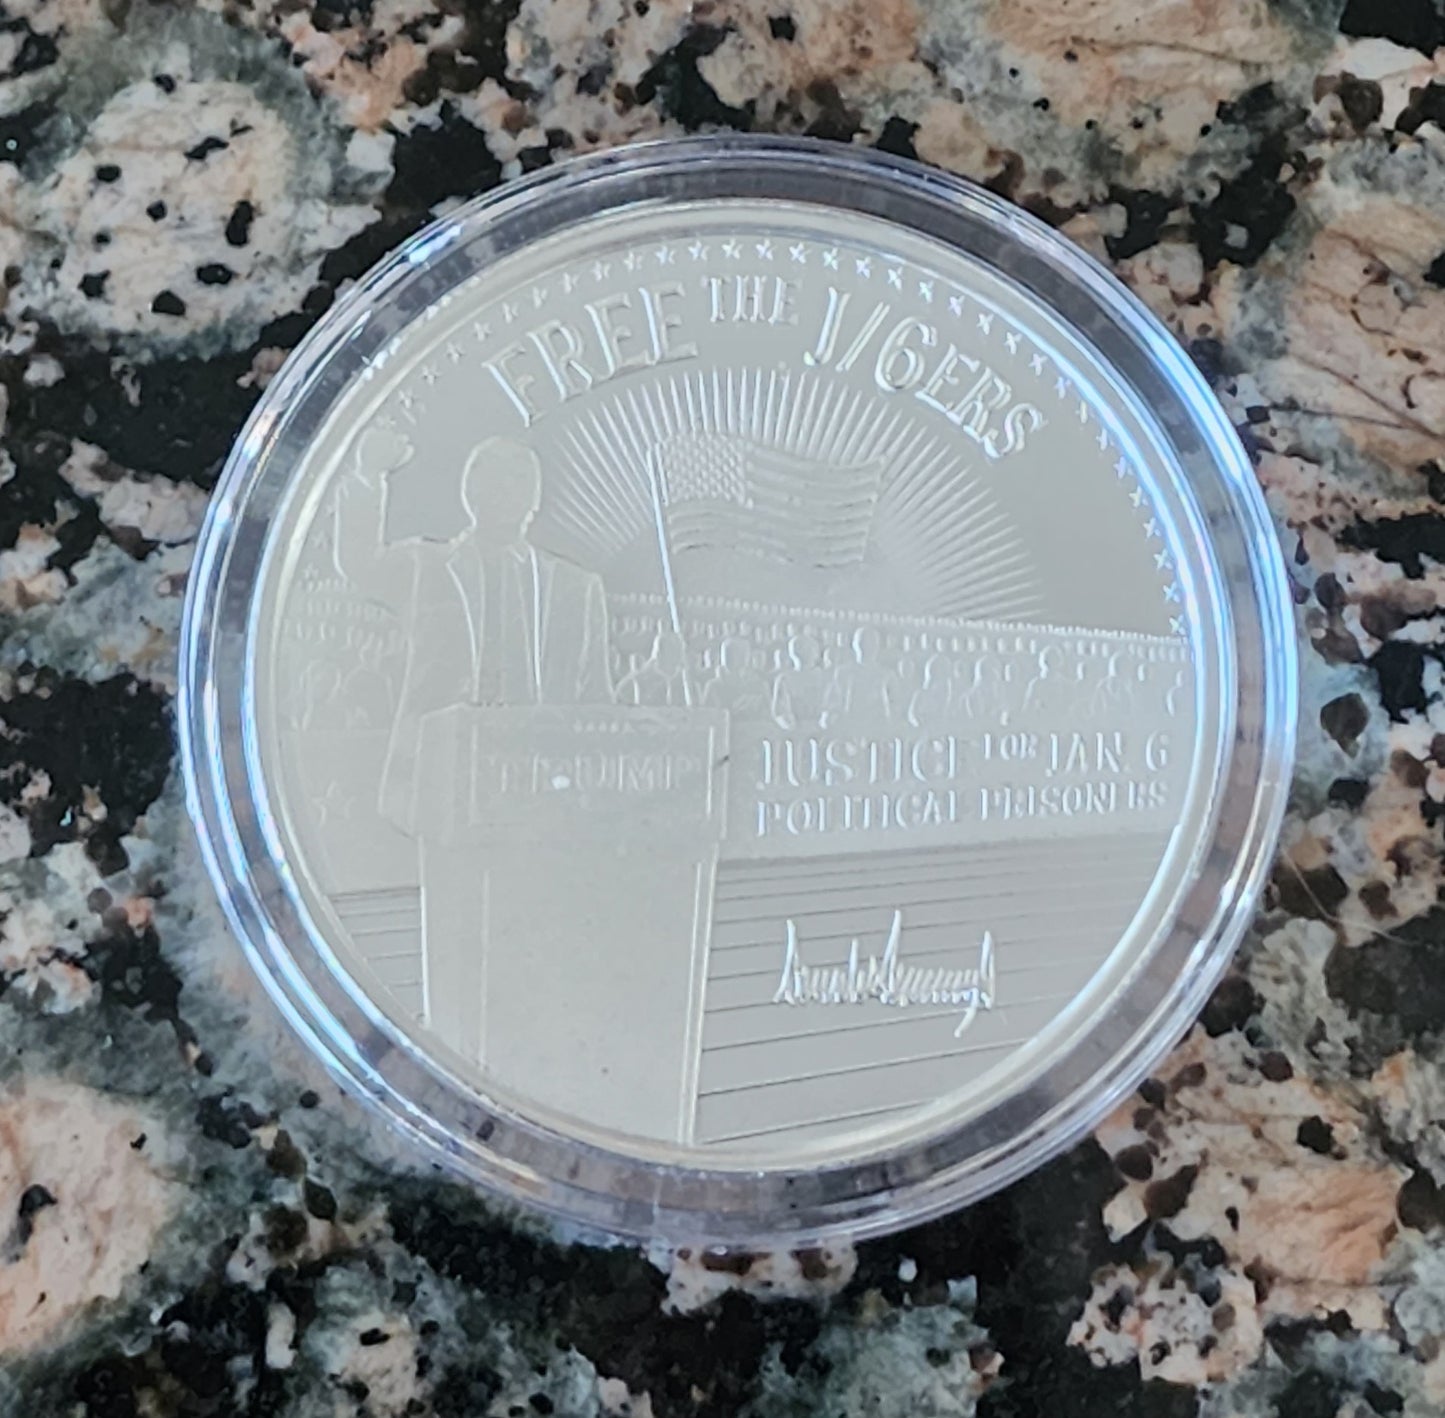 FREE THE J/6ERS
TRUMP
JUSTICE FOR JAN. 6
POLITICAL PRISONERS